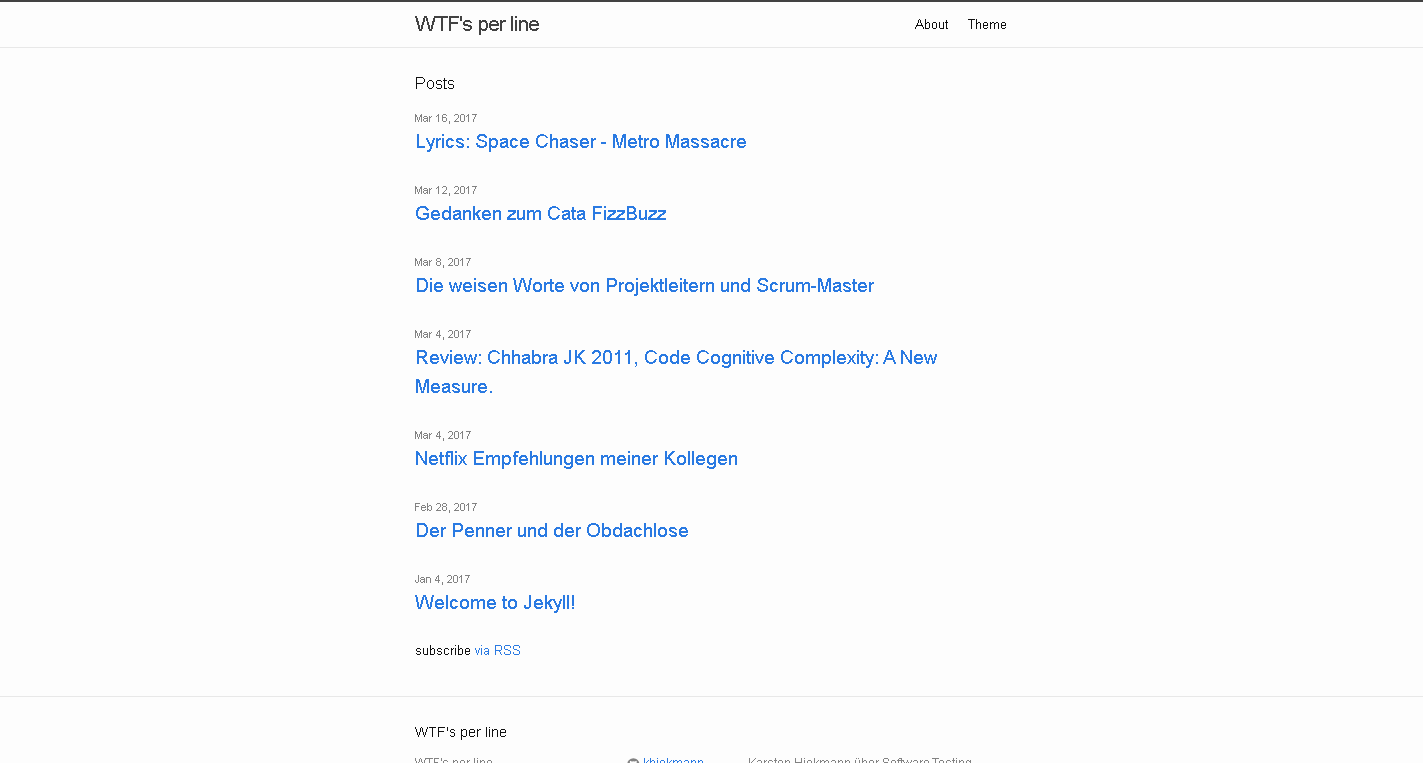 WTF's per line
About Theme
Posts
Mar 16, 2017
Lyrics: Space Chaser - Metro Massacre
Mar 12, 2017
Gedanken zum Cata FizzBuzz
Mar 8, 2017
Die weisen Worte von Projektleitern und Scrum-Master
Mar 4, 2017
Review: Chhabra JK 2011, Code Cognitive Complexity: A New
Measure.
Mar 4, 2017
Netflix Empfehlungen meiner Kollegen
Feb 28, 2017
Der Penner und der Obdachlose
Jan 4, 2017
Welcome to Jekyll!
subscribe via RSS
WTF's per line
WTF's per line
Karsten Hickmann über Software Testing